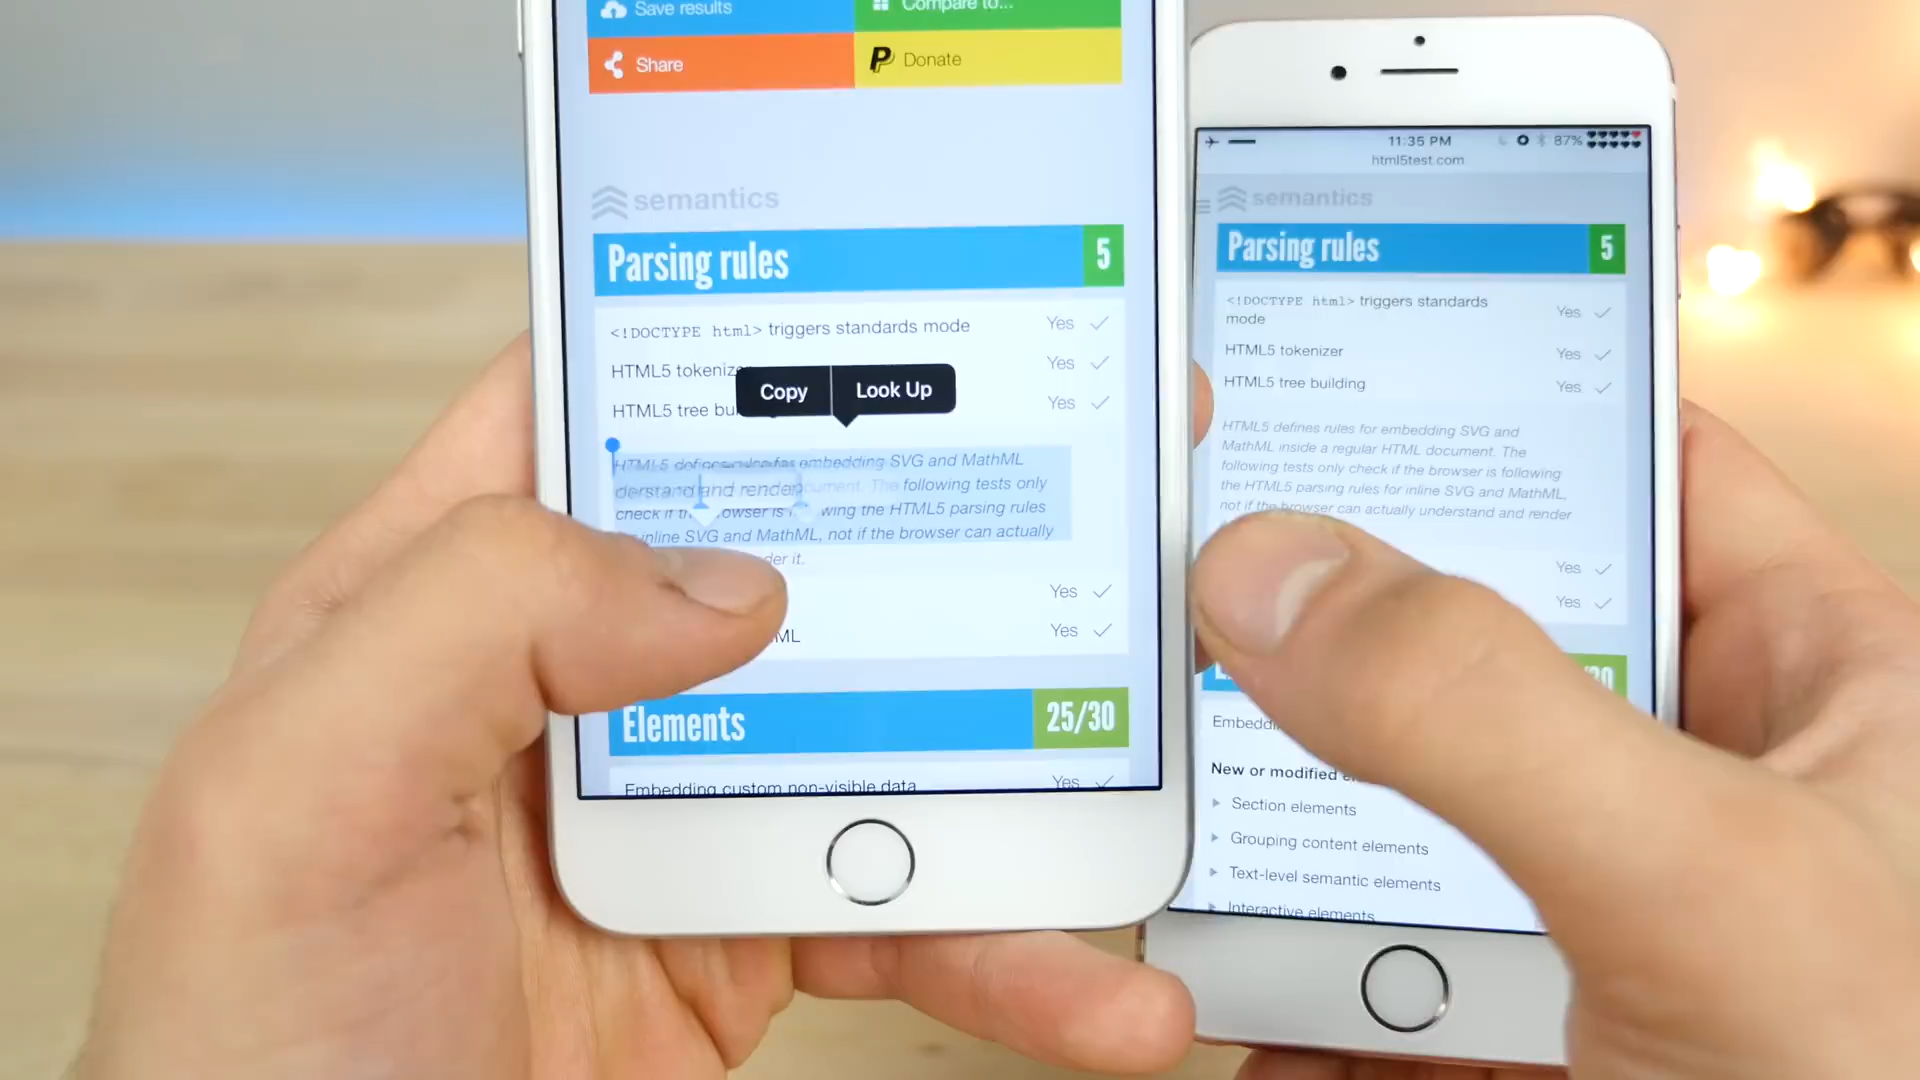 Save results
Compare to...
Share
Donate
semantics
Parsing rules 5
<!DOCTYPE html> triggers standards mode Yes
HTML5 Yes
HTML5 tree Yes
Copy
Look Up
HTML5 embedding SVG and MathML
and render The following tests only
check if wing the HTML5 parsing rules
inline SVG and MathML, not if the browser can actually
it.
Yes
Yes
Elements 25/30
Embedding custom non-visible data Yes
11:35 PM
87%
html5test.com
semantics
Parsing rules 5
<!DOCTYPE html> triggers standards
mode Yes
HTML5 tokenizer Yes
HTML5 tree building Yes
HTML5 defines rules for embedding SVG and
MathML inside a regular HTML document. The
following tests only check if the browser is following
the HTML5 parsing rules for inline SVG and MathML,
not if the browser can actually understand and render
Yes
Yes
New or modified
Section elements
Grouping content elements
Text-level semantic elements
Interactive elements